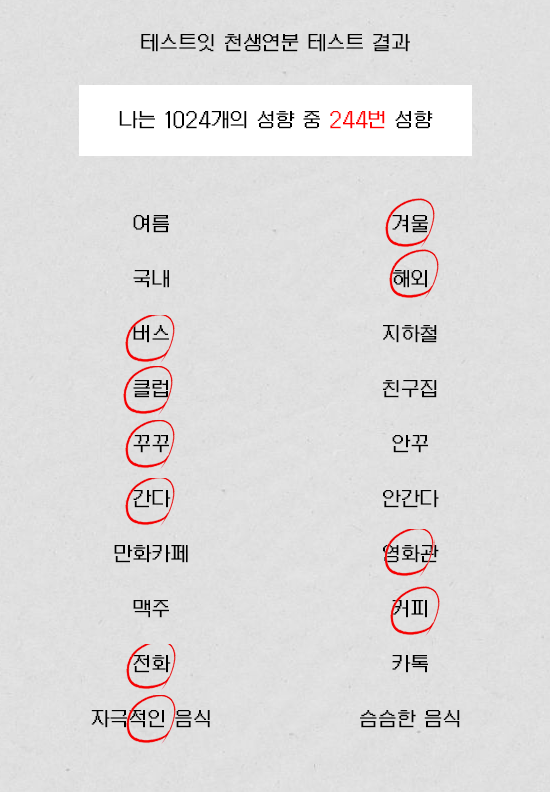 테스트잇 천생연분 테스트 결과
나는 1024개의 성향 중 244번 성향
여름 겨울
국내 해외
버스 지하철
클럽 친구집
꾸꾸 안꾸
간다 안간다
만화카페 영화관
맥주 커피
전화 카톡
자극적인 음식 슴슴한 음식